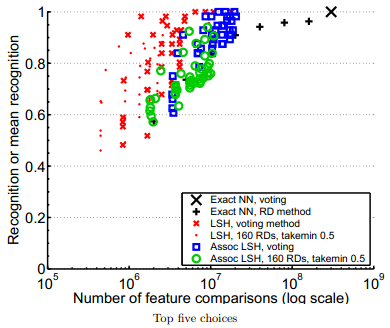 Recognition or mean recognition
1
0.8
0.6
0.4
0.2
0
Exact NN, voting
Exact NN, RD method
LSH, voting method
LSH, 160 RDs, takemin 0.5
Assoc LSH, voting
Assoc LSH, 160 RDs, takemin 0.5
10^5 10^6 10^7 10^8 10^9
Number of feature comparisons (log scale)
Top five choices